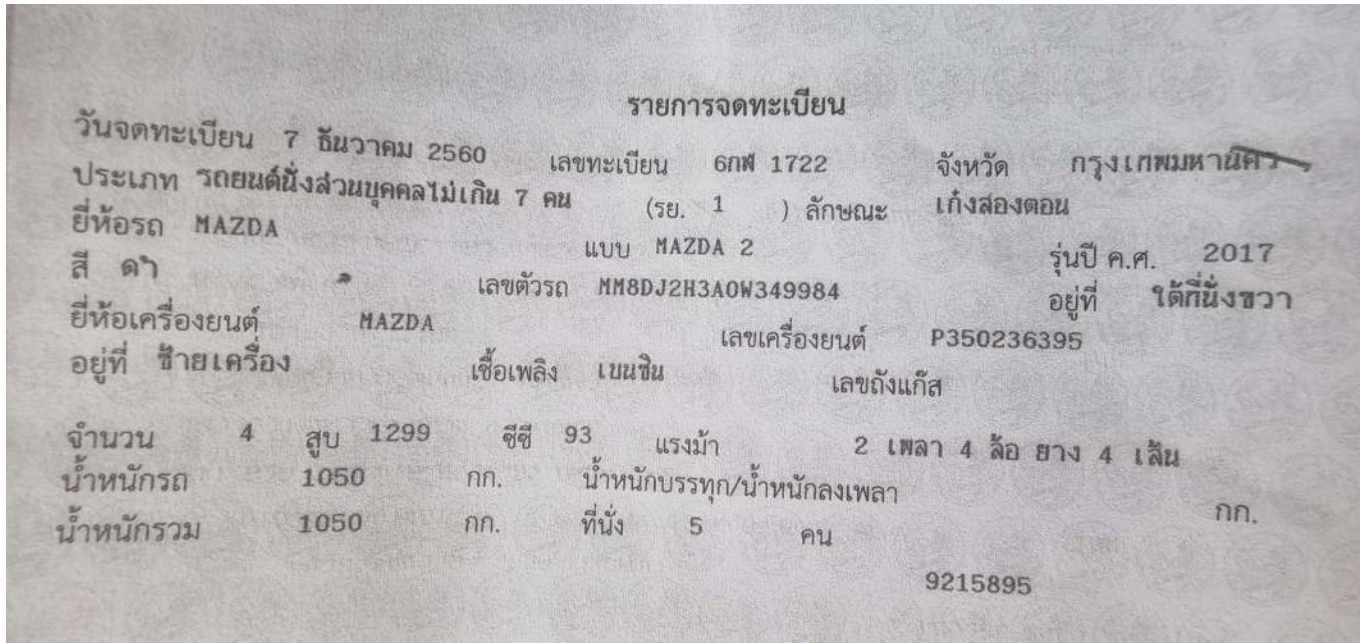 รายการจดทะเบียน
วันจดทะเบียน 7 ธันวาคม 2560 เลขทะเบียน 6กฬ 1722 จังหวัด กรุงเทพมหานคร
ประเภท รถยนต์นั่งส่วนบุคคลไม่เกิน 7 คน (รย. 1 ) ลักษณะ เก๋งสองตอน
ยี่ห้อรถ MAZDA แบบ MAZDA 2 รุ่นปี ค.ศ. 2017
สี ดำ เลขตัวรถ MM8DJ2H3A0W349984 อยู่ที่ ใต้ที่นั่งขวา
ยี่ห้อเครื่องยนต์ MAZDA เลขเครื่องยนต์ P350236395
อยู่ที่ ซ้ายเครื่อง เชื้อเพลิง เบนซิน เลขถังแก๊ส
จำนวน 4 สูบ 1299 ซีซี 93 แรงม้า 2 เพลา 4 ล้อ ยาง 4 เส้น
น้ำหนักรถ 1050 กก. น้ำหนักบรรทุก/น้ำหนักลงเพลา กก.
น้ำหนักรวม 1050 กก. ที่นั่ง 5 คน
9215895